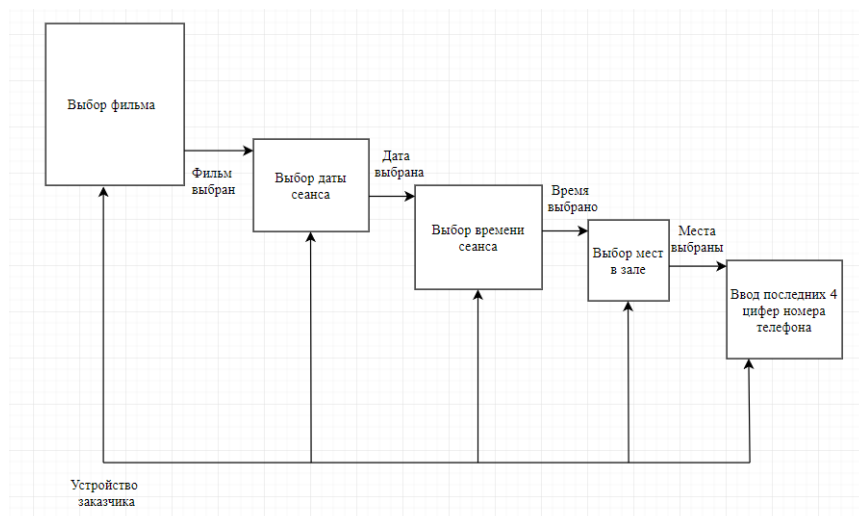 Выбор фильма
Фильм
выбран
Выбор даты
сеанса
Дата
выбрана
Выбор времени
сеанса
Время
выбрано
Выбор мест
в зале
Места
выбраны
Ввод последних 4
цифер номера
телефона
Устройство
заказчика